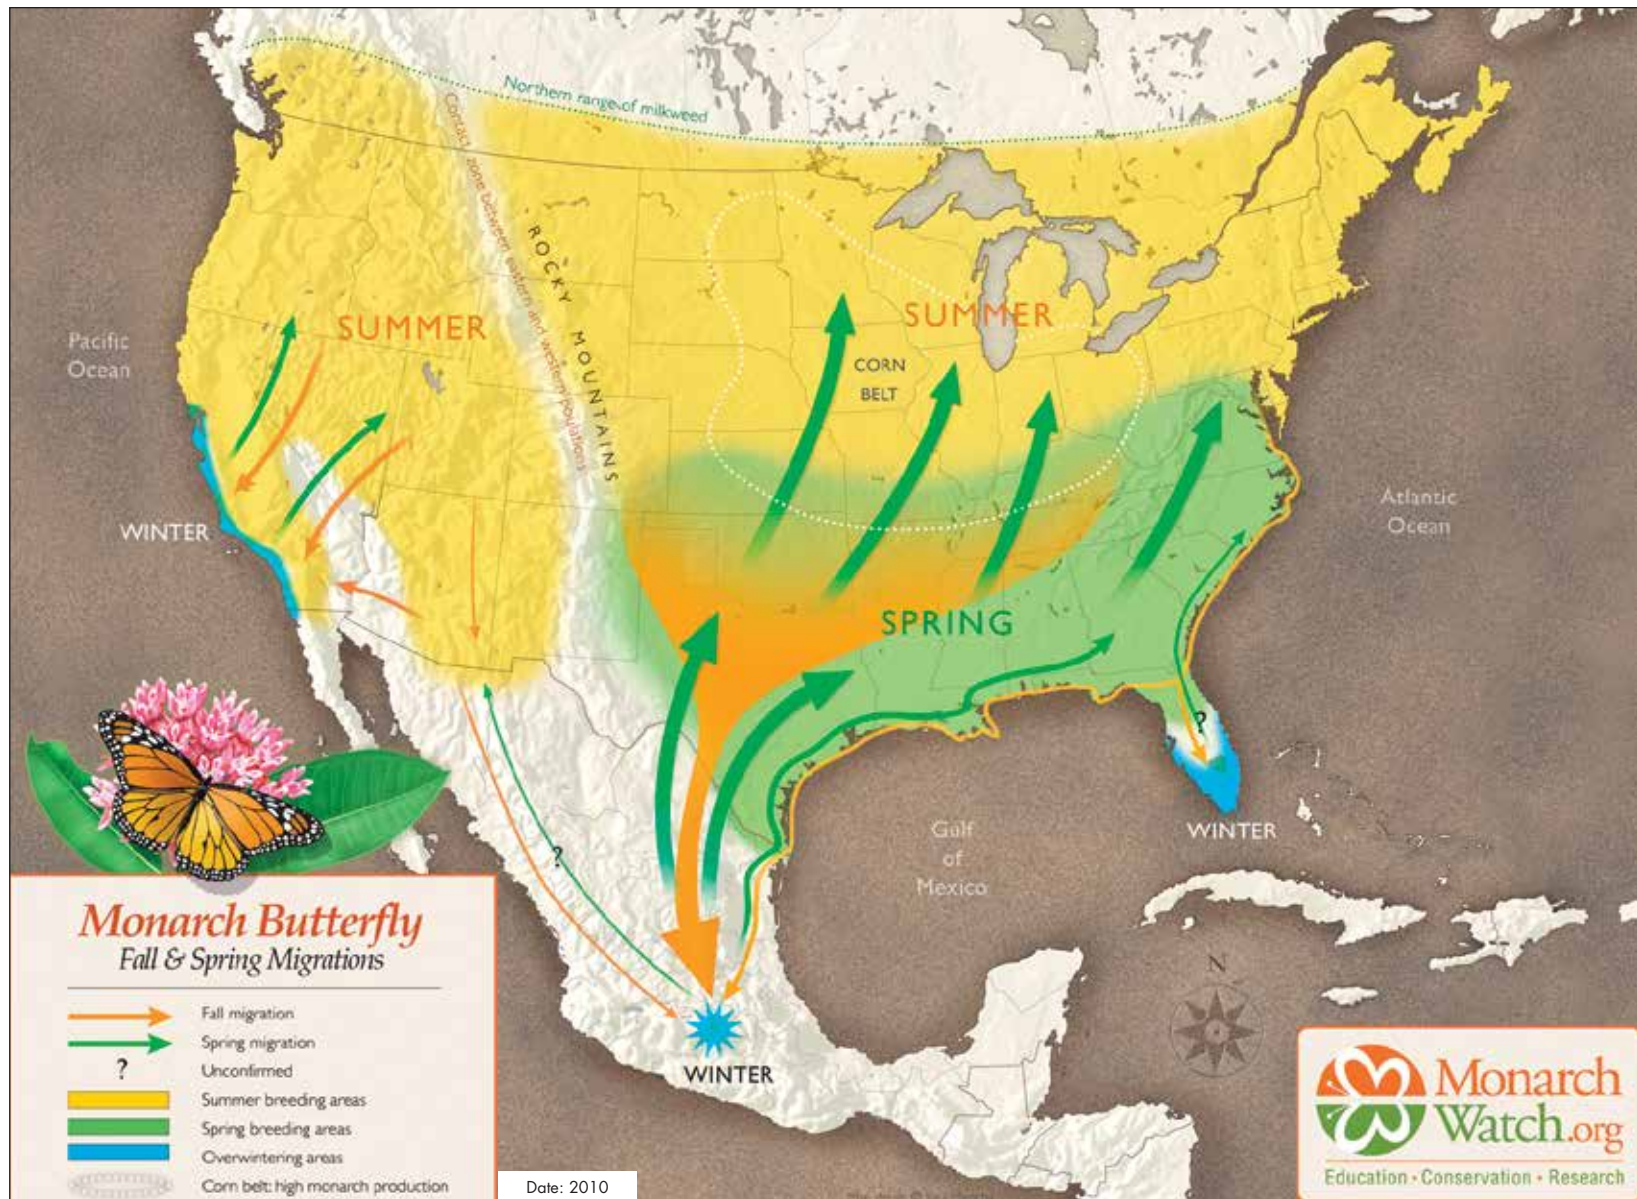 Northern range of milkweed
Contact zone between eastern and western poulations
ROCKY MOUNTAINS
SUMMER
SUMMER
Pacific
Ocean
CORN
BELT
WINTER
Atlantic
Ocean
SPRING
?
?
Gulf
of
Mexico
WINTER
WINTER
N
Monarch Butterfly
Fall & Spring Migrations
Fall migration
Spring migration
? Unconfirmed
Summer breeding areas
Spring breeding areas
Overwintering areas
Corn belt: high monarch production
Date: 2010
Monarch
Watch.org
Education • Conservation • Research